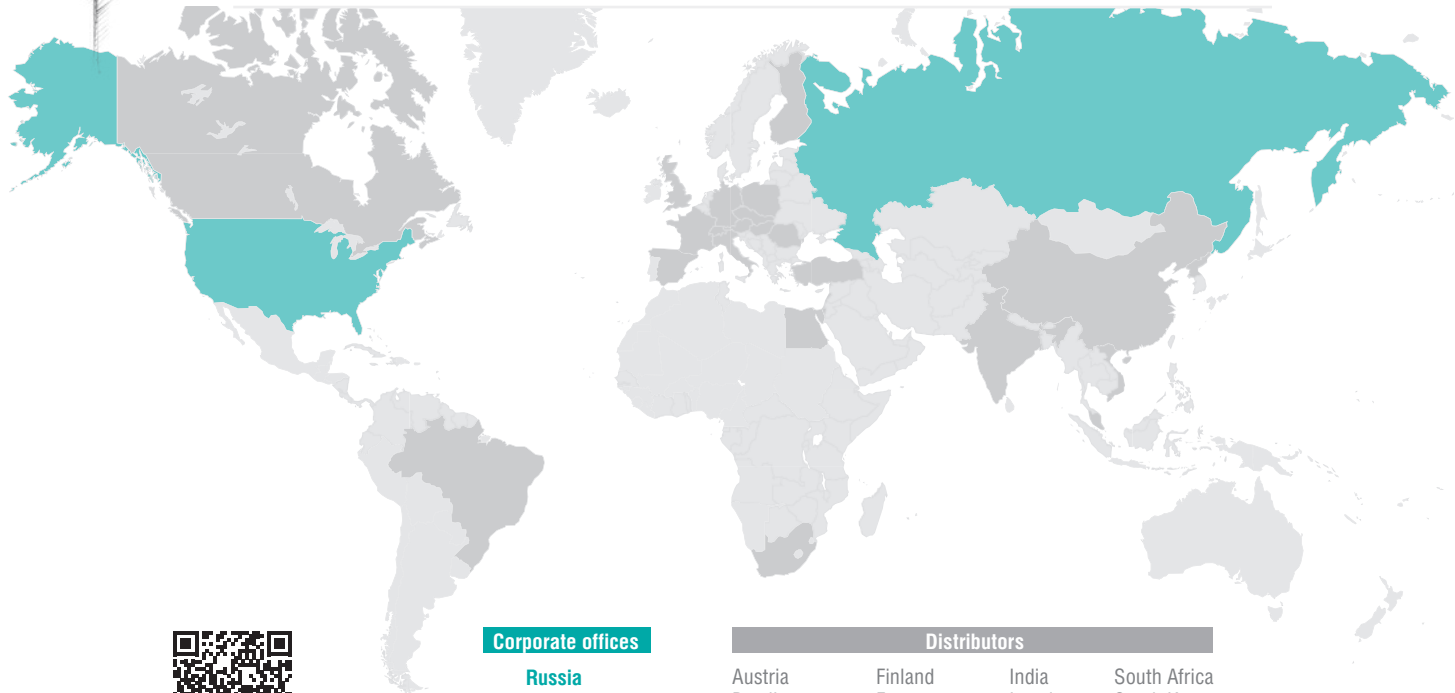 Corporate offices
Distributors
Russia
Austria
Finland
India
South Africa